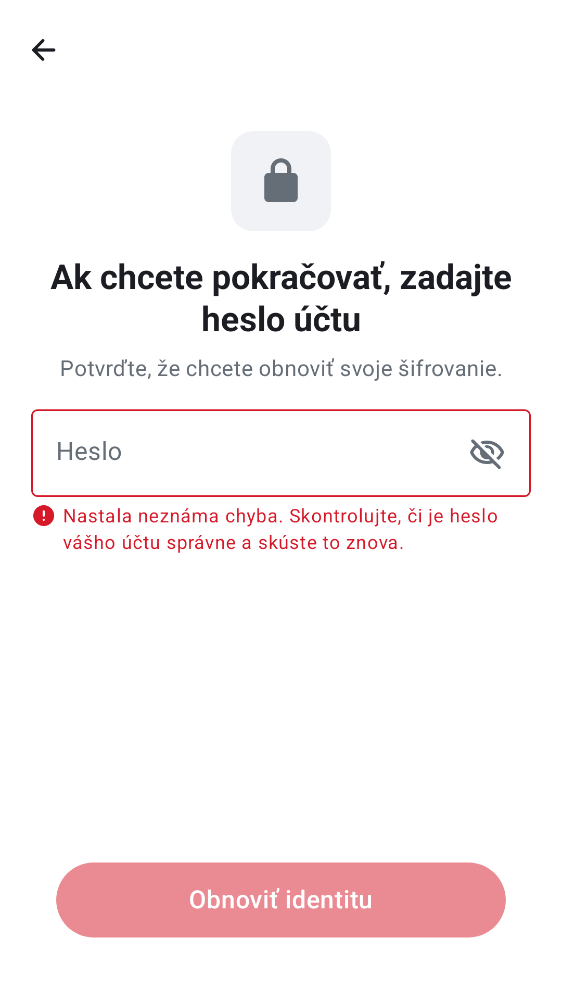 Ak chcete pokračovať, zadajte
heslo účtu
Potvrďte, že chcete obnoviť svoje šifrovanie.
Heslo
Nastala neznáma chyba. Skontrolujte, či je heslo
vášho účtu správne a skúste to znova.
Obnoviť identitu